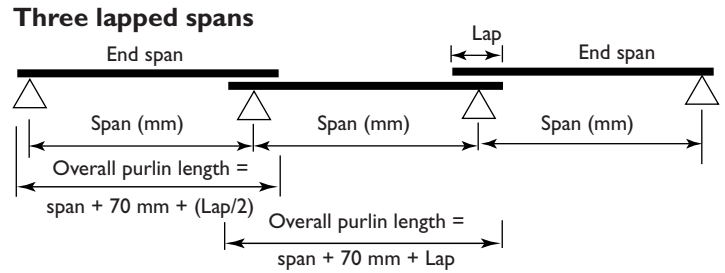 Three lapped spans
Lap
End span
End span
Span (mm)
Span (mm)
Span (mm)
Overall purlin length =
span + 70 mm + (Lap/2)
Overall purlin length =
span + 70 mm + Lap